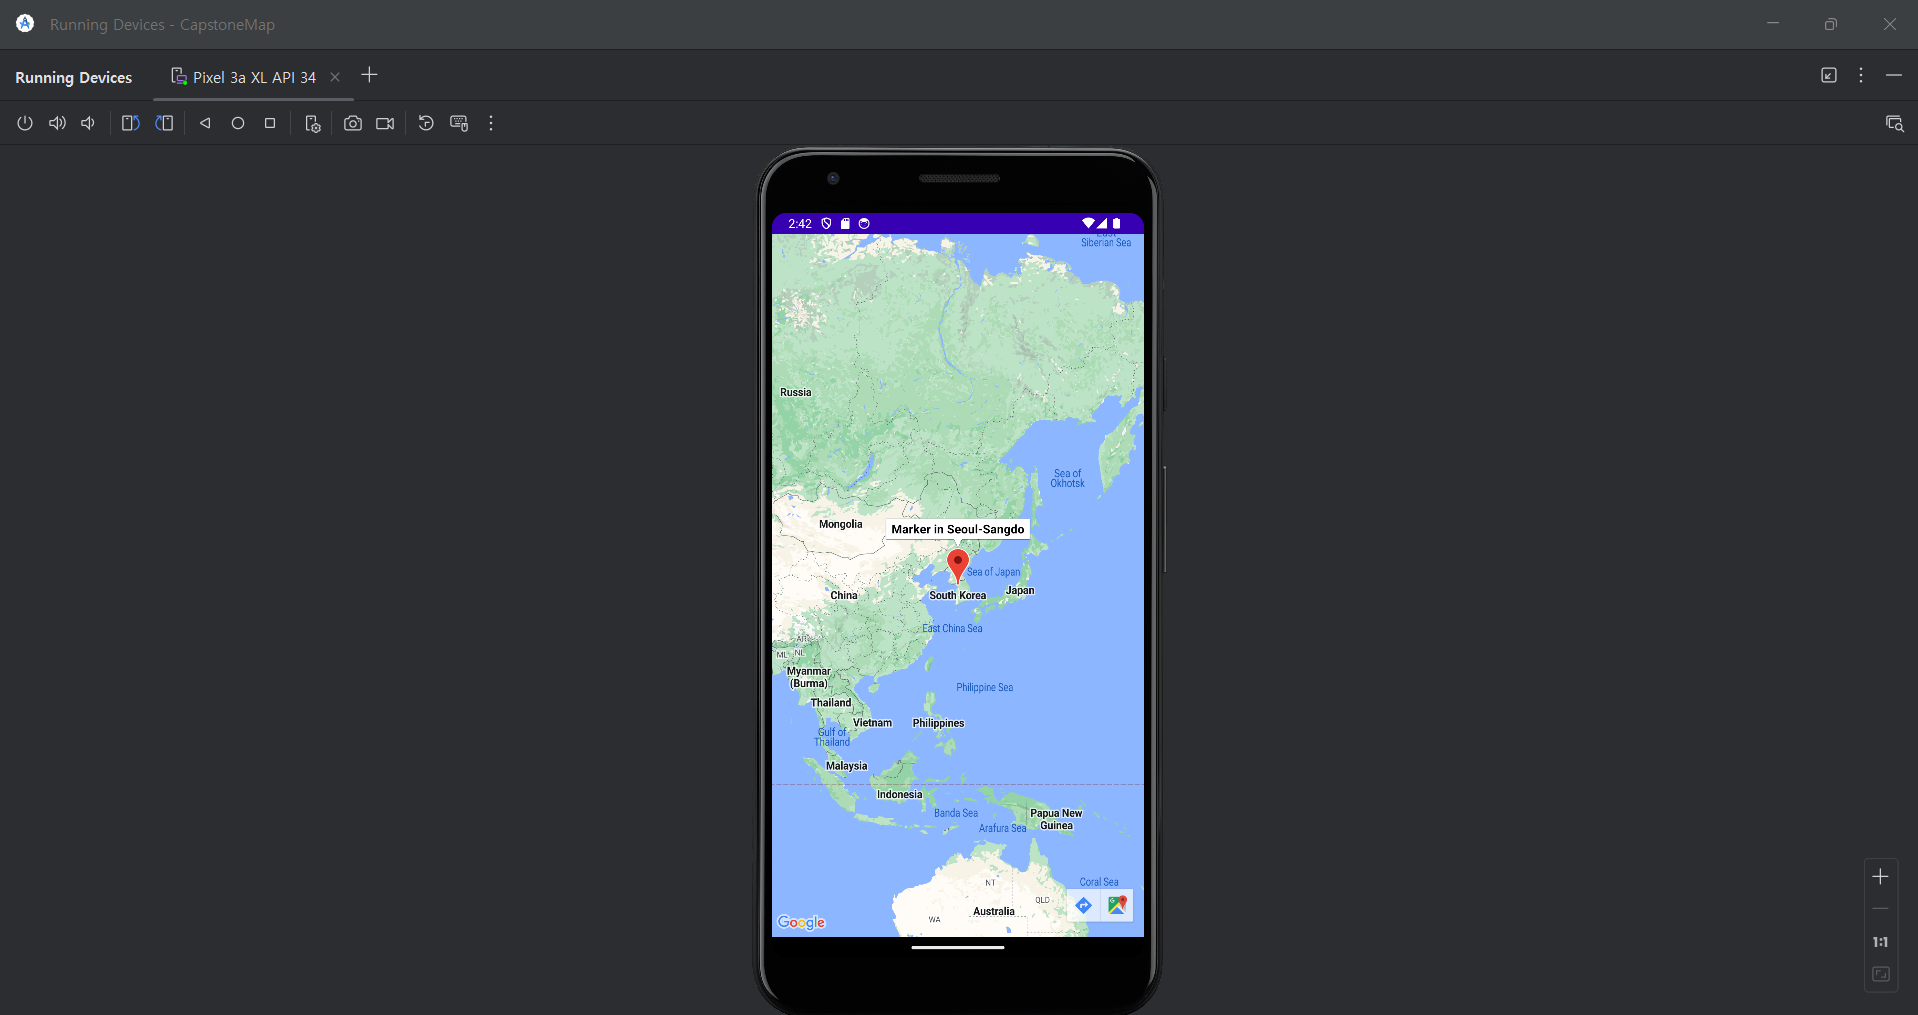 Running Devices - CapstoneMap
Running Devices
Pixel 3a XL API 34
2:42
Siberian Sea
Russia
Sea of
Okhotsk
Mongolia
Marker in Seoul-Sangdo
Sea of Japan
China
South Korea
Japan
East China Sea
AR
ML
NL
Myanmar
(Burma)
Philippine Sea
Thailand
Vietnam
Philippines
Gulf of
Thailand
Malaysia
Indonesia
Banda Sea
Papua New
Guinea
Arafura Sea
Coral Sea
NT
QLD
Australia
WA
Google
1:1